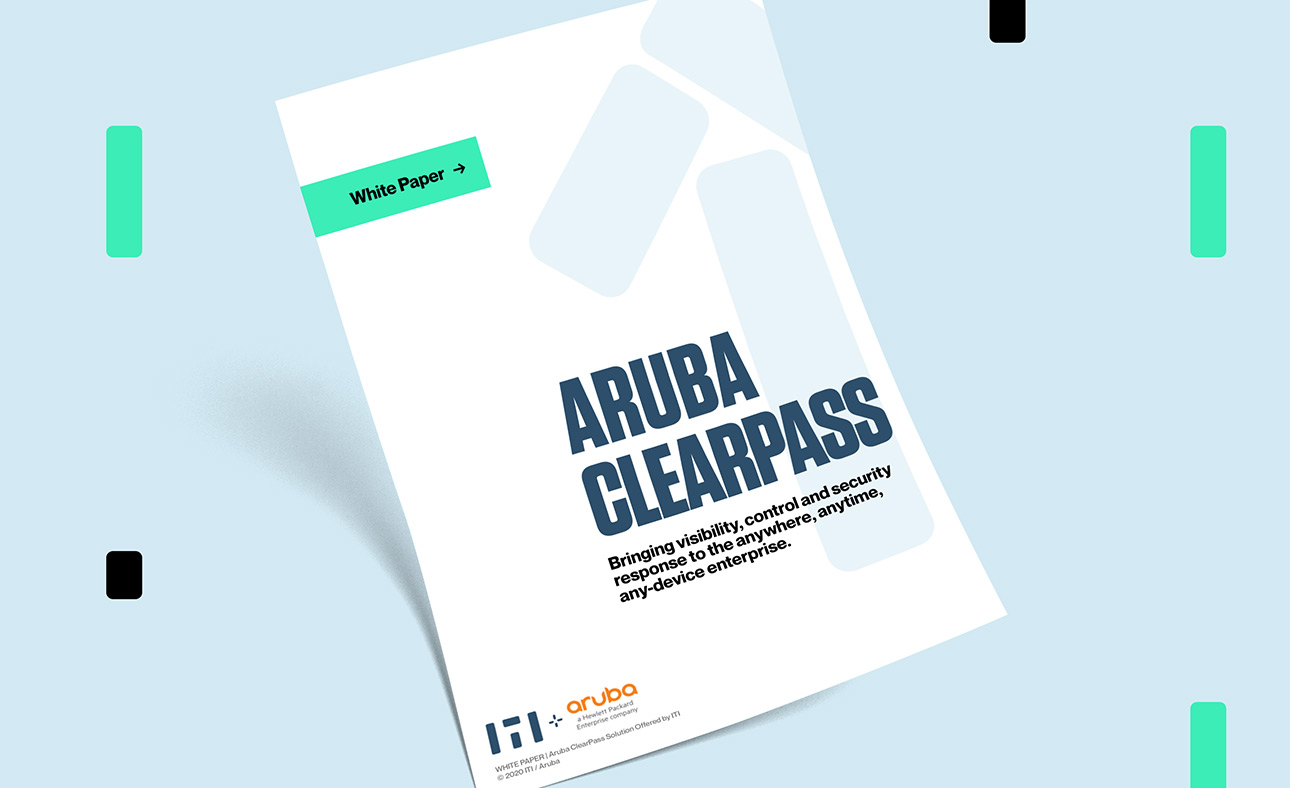 White Paper →
ARUBA
CLEARPASS
Bringing visibility, control and security
response to the anywhere, anytime,
any-device enterprise.
ITI + aruba
a Hewlett Packard
Enterprise company
WHITE PAPER | Aruba ClearPass Solution Offered by ITI
© 2020 ITI / Aruba